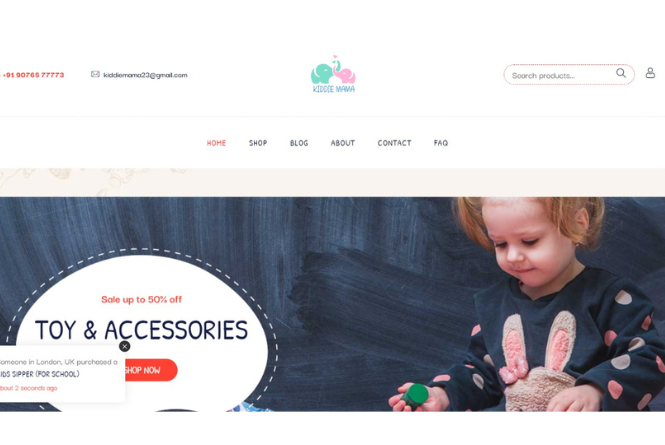 +91 90765 77773
kiddiemama23@gmail.com
KIDDIE MAMA
Search products...
HOME
SHOP
BLOG
ABOUT
CONTACT
FAQ
Sale up to 50% off
TOY & ACCESSORIES
SHOP NOW
omeone in London, UK purchased a
IDS SIPPER (FOR SCHOOL)
bout 2 seconds ago